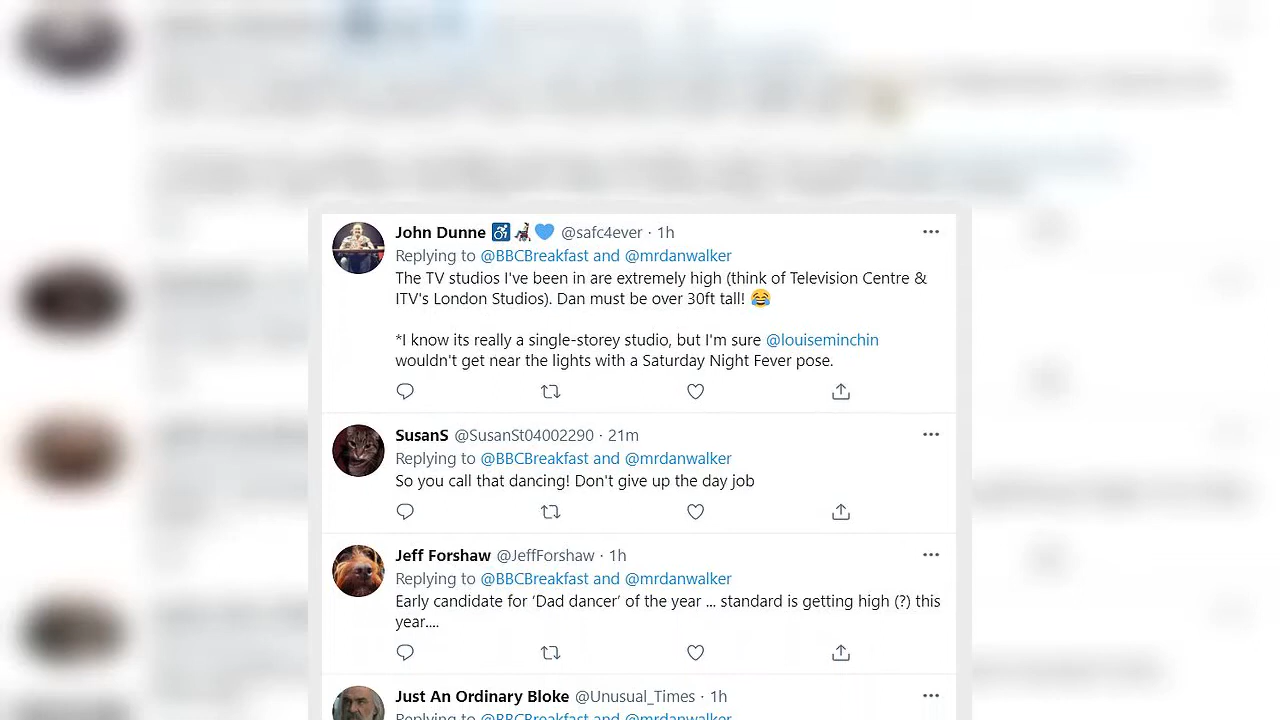 John Dunne ♿👨‍🦽💙 @safc4ever · 1h
Replying to @BBCBreakfast and @mrdanwalker
The TV studios I've been in are extremely high (think of Television Centre &
ITV's London Studios). Dan must be over 30ft tall! 😂
*I know its really a single-storey studio, but I'm sure @louiseminchin
wouldn't get near the lights with a Saturday Night Fever pose.
SusanS @SusanSt04002290 · 21m
Replying to @BBCBreakfast and @mrdanwalker
So you call that dancing! Don't give up the day job
Jeff Forshaw @JeffForshaw · 1h
Replying to @BBCBreakfast and @mrdanwalker
Early candidate for ‘Dad dancer’ of the year ... standard is getting high (?) this
year....
Just An Ordinary Bloke @Unusual_Times · 1h
Replying to @BBCBreakfast and @mrdanwalker